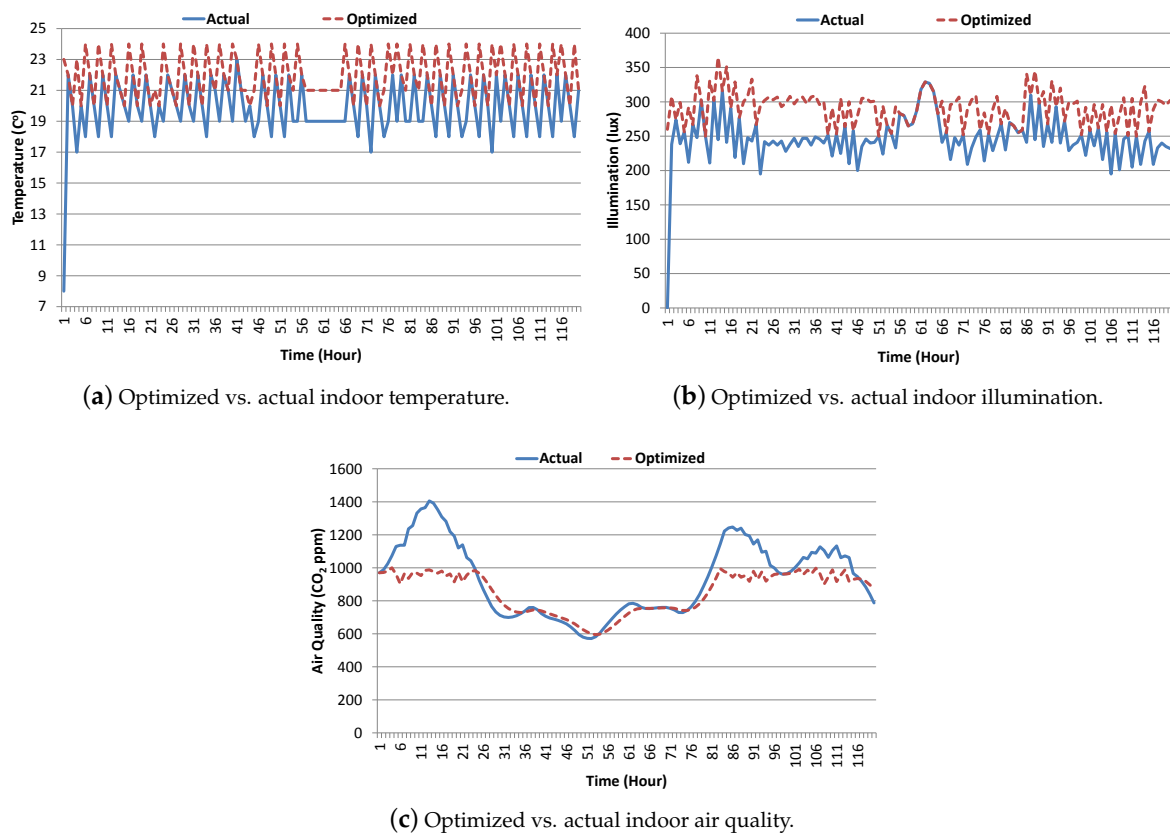 Actual Optimized
25
23
21
19
17
15
13
11
9
7
Temperature (C°)
1 6 11 16 21 26 31 36 41 46 51 56 61 66 71 76 81 86 91 96 101 106 111 116
Time (Hour)
(a) Optimized vs. actual indoor temperature.
Actual Optimized
400
350
300
250
200
150
100
50
0
Illumination (lux)
1 6 11 16 21 26 31 36 41 46 51 56 61 66 71 76 81 86 91 96 101 106 111 116
Time (Hour)
(b) Optimized vs. actual indoor illumination.
Actual Optimized
1600
1400
1200
1000
800
600
400
200
0
Air Quality (CO₂ ppm)
1 6 11 16 21 26 31 36 41 46 51 56 61 66 71 76 81 86 91 96 101 106 111 116
Time (Hour)
(c) Optimized vs. actual indoor air quality.